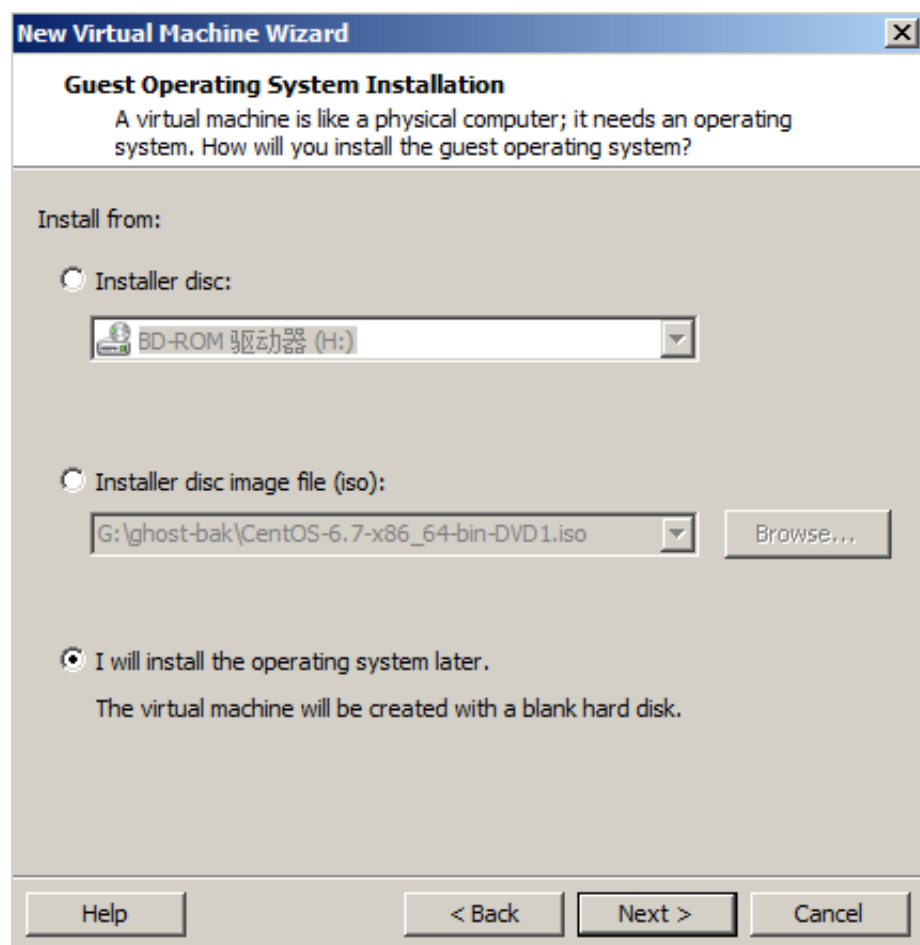 New Virtual Machine Wizard
Guest Operating System Installation
A virtual machine is like a physical computer; it needs an operating
system. How will you install the guest operating system?
Install from:
Installer disc:
BD-ROM 驱动器 (H:)
Installer disc image file (iso):
G:\ghost-bak\CentOS-6.7-x86_64-bin-DVD1.iso
Browse...
I will install the operating system later.
The virtual machine will be created with a blank hard disk.
Help
< Back
Next >
Cancel